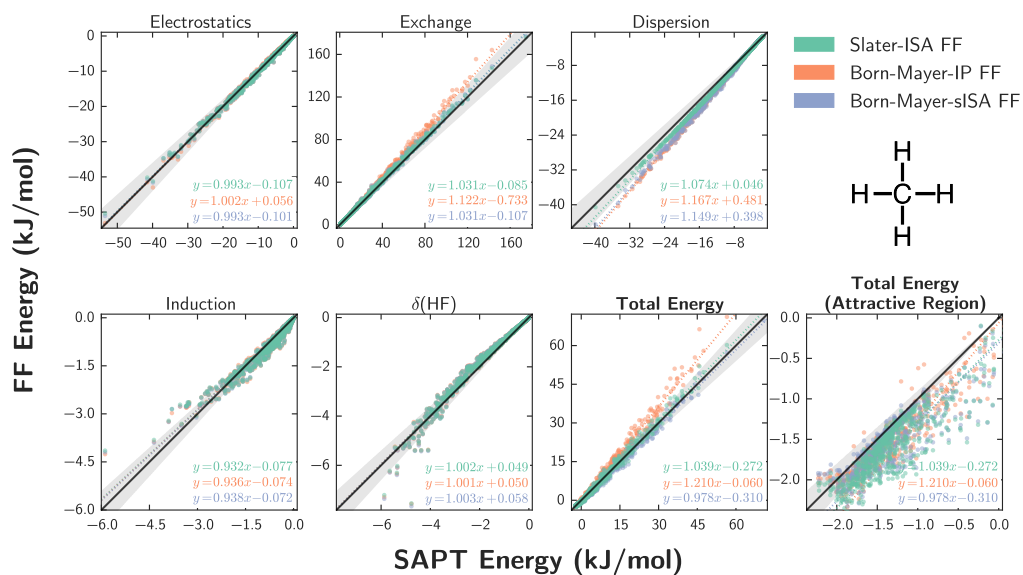 Electrostatics
0
−10
−20
−30
−40
−50
−50 −40 −30 −20 −10 0
y=0.993x−0.107
y=1.002x+0.056
y=0.993x−0.101
Exchange
160
120
80
40
0
0 40 80 120 160
y=1.031x−0.085
y=1.122x−0.733
y=1.031x−0.107
Dispersion
−8
−16
−24
−32
−40
−40 −32 −24 −16 −8
y=1.074x+0.046
y=1.167x+0.481
y=1.149x+0.398
Slater-ISA FF
Born-Mayer-IP FF
Born-Mayer-sISA FF
H
H C H
H
FF Energy (kJ/mol)
Induction
0.0
−1.5
−3.0
−4.5
−6.0
−6.0 −4.5 −3.0 −1.5 0.0
y=0.932x−0.077
y=0.936x−0.074
y=0.938x−0.072
δ(HF)
0
−2
−4
−6
−6 −4 −2 0
y=1.002x+0.049
y=1.001x+0.050
y=1.003x+0.058
Total Energy
60
45
30
15
0
0 15 30 45 60
y=1.039x−0.272
y=1.210x−0.060
y=0.978x−0.310
Total Energy
(Attractive Region)
0.0
−0.5
−1.0
−1.5
−2.0
−2.0 −1.5 −1.0 −0.5 0.0
y=1.039x−0.272
y=1.210x−0.060
y=0.978x−0.310
SAPT Energy (kJ/mol)